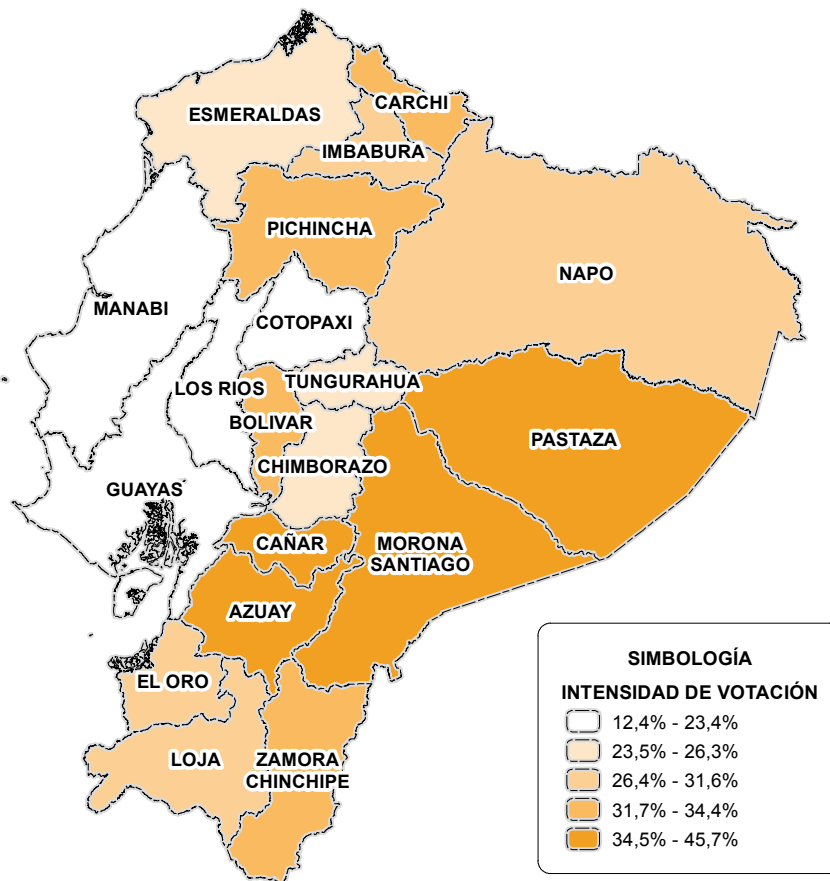 CARCHI
ESMERALDAS
IMBABURA
PICHINCHA
NAPO
MANABI
COTOPAXI
LOS RIOS
TUNGURAHUA
BOLIVAR
PASTAZA
CHIMBORAZO
GUAYAS
CAÑAR
MORONA
SANTIAGO
AZUAY
EL ORO
LOJA
ZAMORA
CHINCHIPE
SIMBOLOGÍA
INTENSIDAD DE VOTACIÓN
12,4% - 23,4%
23,5% - 26,3%
26,4% - 31,6%
31,7% - 34,4%
34,5% - 45,7%